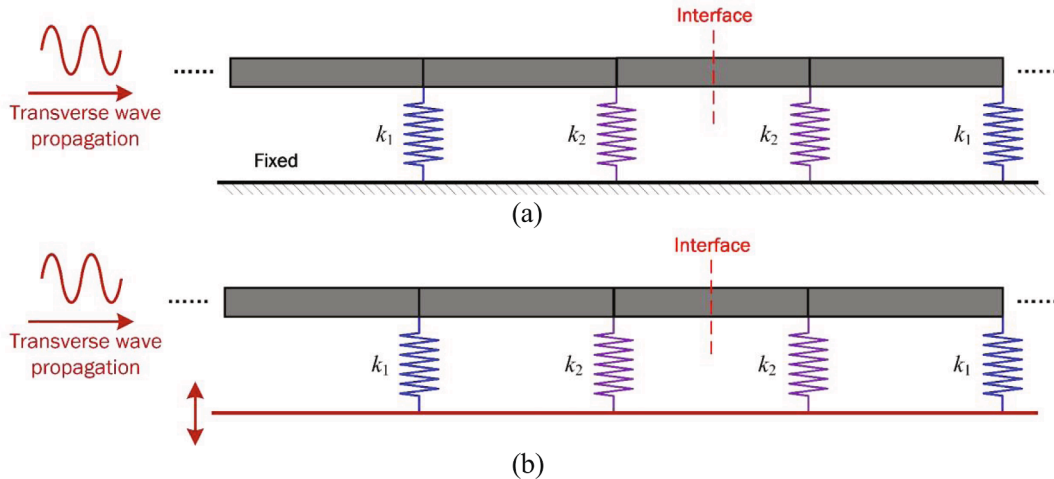 Interface
......
......
Transverse wave
propagation
k₁
k₂
k₂
k₁
Fixed
(a)
Interface
......
......
Transverse wave
propagation
k₁
k₂
k₂
k₁
(b)